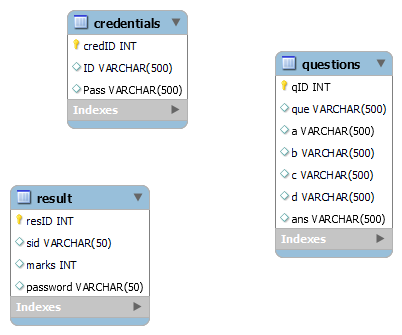 credentials
credID INT
ID VARCHAR(500)
Pass VARCHAR(500)
Indexes
questions
qID INT
que VARCHAR(500)
a VARCHAR(500)
b VARCHAR(500)
c VARCHAR(500)
d VARCHAR(500)
ans VARCHAR(500)
Indexes
result
resID INT
sid VARCHAR(50)
marks INT
password VARCHAR(50)
Indexes